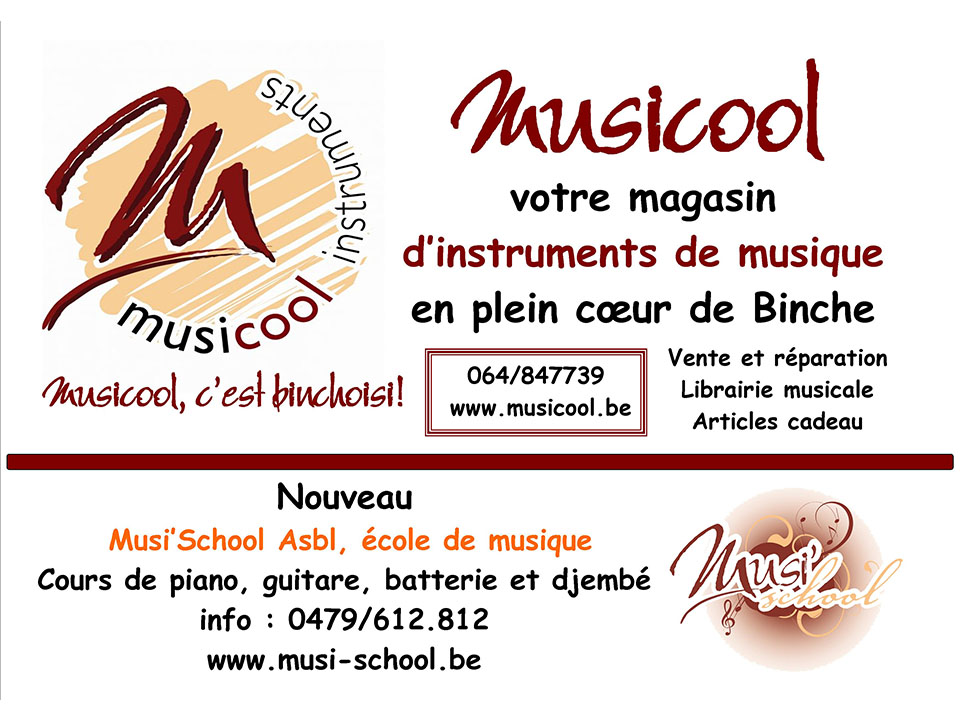 musicool instruments
Musicool, c'est binchois!
Musicool
votre magasin
d'instruments de musique
en plein cœur de Binche
064/847739
www.musicool.be
Vente et réparation
Librairie musicale
Articles cadeau
Nouveau
Musi'School Asbl, école de musique
Cours de piano, guitare, batterie et djembé
info : 0479/612.812
www.musi-school.be
Musi'
school